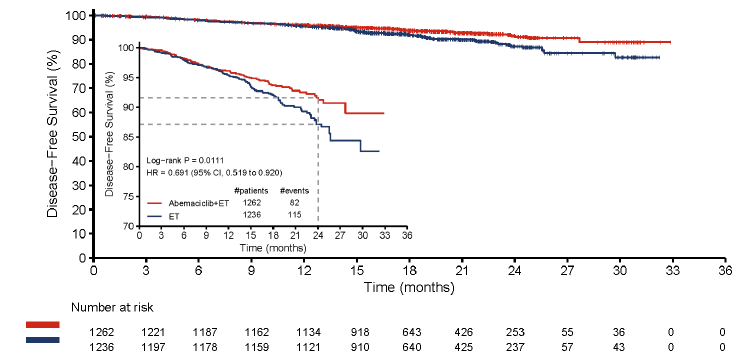 100
90
80
70
60
50
40
30
20
10
0
Disease−Free Survival (%)
100
95
90
85
80
75
70
Disease−Free Survival (%)
Log−rank P = 0.0111
HR = 0.691 (95% CI, 0.519 to 0.920)
#patients #events
Abemaciclib+ET 1262 82
ET 1236 115
0 3 6 9 12 15 18 21 24 27 30 33 36
Time (months)
0 3 6 9 12 15 18 21 24 27 30 33 36
Time (months)
Number at risk
1262 1221 1187 1162 1134 918 643 426 253 55 36 0 0
1236 1197 1178 1159 1121 910 640 425 237 57 43 0 0